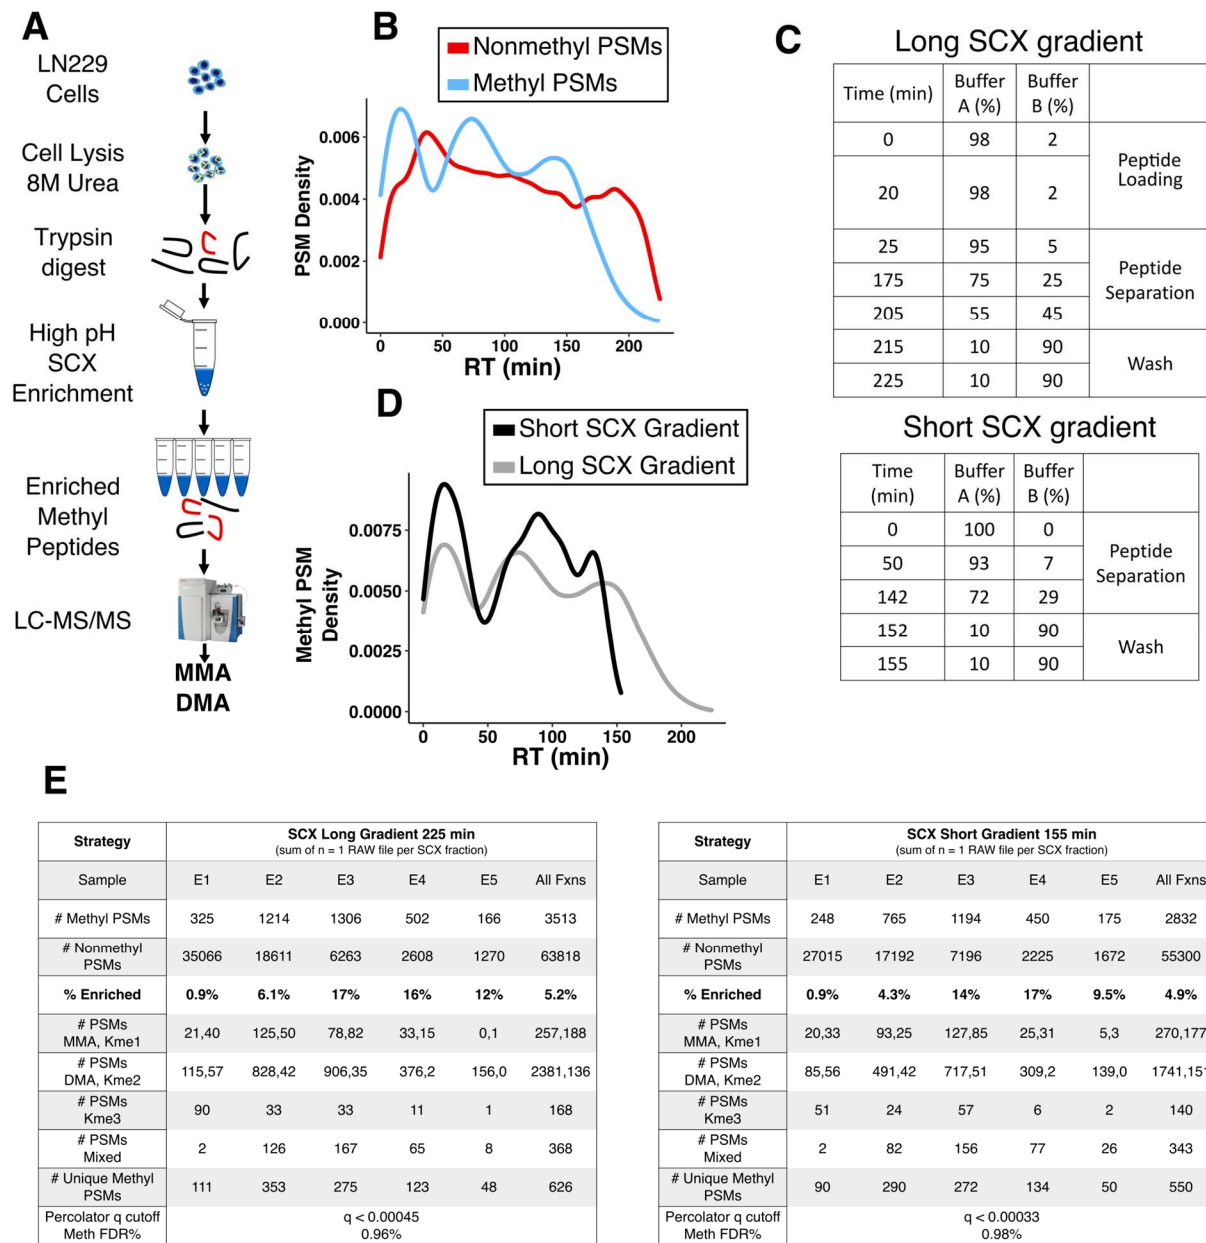 A
LN229
Cells
Cell Lysis
8M Urea
Trypsin
digest
High pH
SCX
Enrichment
Enriched
Methyl
Peptides
LC-MS/MS
MMA
DMA
B
Nonmethyl PSMs
Methyl PSMs
PSM Density
0.006
0.004
0.002
0.000
0 50 100 150 200
RT (min)
C
Long SCX gradient
Time (min) Buffer A (%) Buffer B (%)
0 98 2 Peptide Loading
20 98 2
25 95 5 Peptide Separation
175 75 25
205 55 45
215 10 90 Wash
225 10 90
Short SCX gradient
Time (min) Buffer A (%) Buffer B (%)
0 100 0 Peptide Separation
50 93 7
142 72 29
152 10 90 Wash
155 10 90
D
Short SCX Gradient
Long SCX Gradient
Methyl PSM
Density
0.0075
0.0050
0.0025
0.0000
0 50 100 150 200
RT (min)
E
Strategy SCX Long Gradient 225 min
(sum of n = 1 RAW file per SCX fraction)
Sample E1 E2 E3 E4 E5 All Fxns
# Methyl PSMs 325 1214 1306 502 166 3513
# Nonmethyl PSMs 35066 18611 6263 2608 1270 63818
% Enriched 0.9% 6.1% 17% 16% 12% 5.2%
# PSMs MMA, Kme1 21,40 125,50 78,82 33,15 0,1 257,188
# PSMs DMA, Kme2 115,57 828,42 906,35 376,2 156,0 2381,136
# PSMs Kme3 90 33 33 11 1 168
# PSMs Mixed 2 126 167 65 8 368
# Unique Methyl PSMs 111 353 275 123 48 626
Percolator q cutoff q < 0.00045
Meth FDR% 0.96%
Strategy SCX Short Gradient 155 min
(sum of n = 1 RAW file per SCX fraction)
Sample E1 E2 E3 E4 E5 All Fxns
# Methyl PSMs 248 765 1194 450 175 2832
# Nonmethyl PSMs 27015 17192 7196 2225 1672 55300
% Enriched 0.9% 4.3% 14% 17% 9.5% 4.9%
# PSMs MMA, Kme1 20,33 93,25 127,85 25,31 5,3 270,177
# PSMs DMA, Kme2 85,56 491,42 717,51 309,2 139,0 1741,151
# PSMs Kme3 51 24 57 6 2 140
# PSMs Mixed 2 82 156 77 26 343
# Unique Methyl PSMs 90 290 272 134 50 550
Percolator q cutoff q < 0.00033
Meth FDR% 0.98%